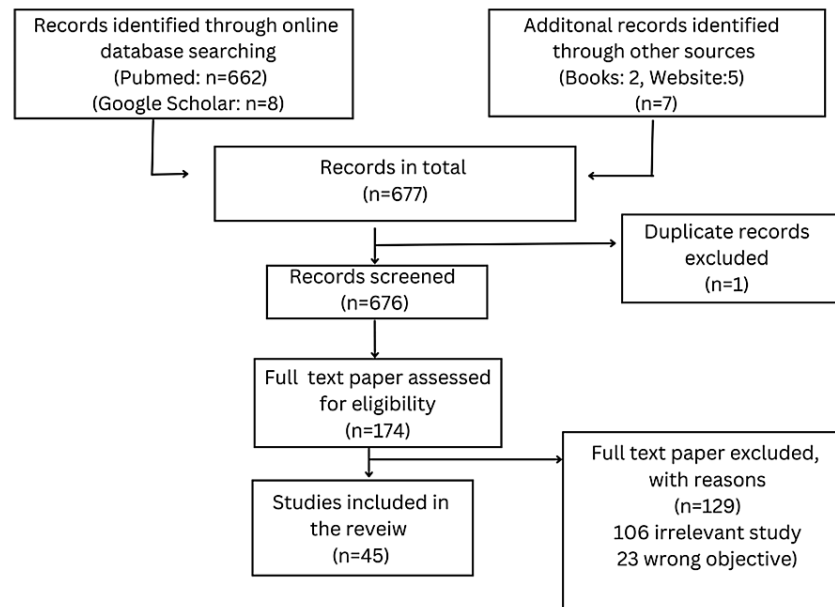 Records identified through online
database searching
(Pubmed: n=662)
(Google Scholar: n=8)
Additonal records identified
through other sources
(Books: 2, Website:5)
(n=7)
Records in total
(n=677)
Duplicate records
excluded
(n=1)
Records screened
(n=676)
Full text paper assessed
for eligibility
(n=174)
Full text paper excluded,
with reasons
(n=129)
106 irrelevant study
23 wrong objective)
Studies included in
the reveiw
(n=45)